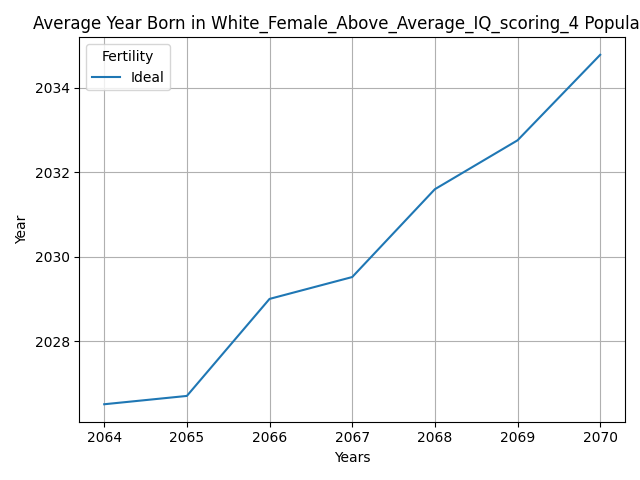 Average Year Born in White_Female_Above_Average_IQ_scoring_4 Popula
Fertility
Ideal
2034
2032
2030
2028
Year
2064 2065 2066 2067 2068 2069 2070
Years